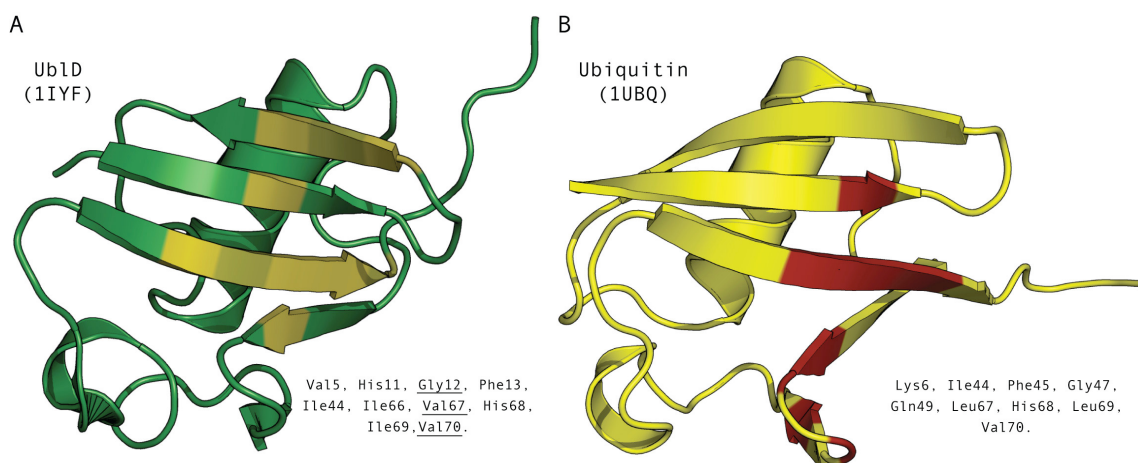 A
UblD
(1IYF)
Val5, His11, Gly12, Phe13,
Ile44, Ile66, Val67, His68,
Ile69,Val70.
B
Ubiquitin
(1UBQ)
Lys6, Ile44, Phe45, Gly47,
Gln49, Leu67, His68, Leu69,
Val70.